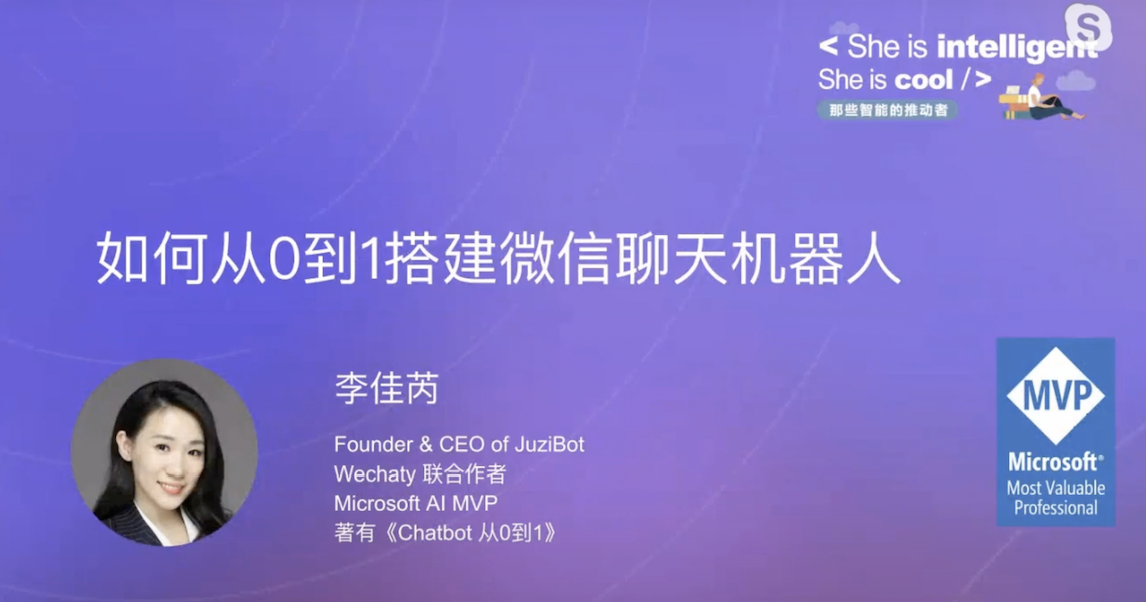 S
< She is intelligent
She is cool />
那些智能的推动者
如何从0到1搭建微信聊天机器人
李佳芮
Founder & CEO of JuziBot
Wechaty 联合作者
Microsoft AI MVP
著有《Chatbot 从0到1》
MVP
Microsoft®
Most Valuable
Professional